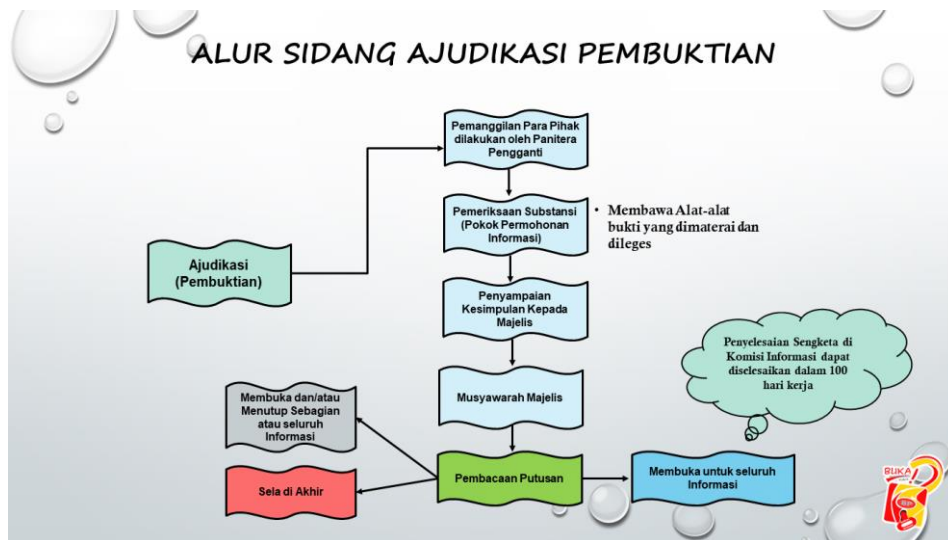 ALUR SIDANG AJUDIKASI PEMBUKTIAN
Pemanggilan Para Pihak
dilakukan oleh Panitera
Pengganti
Pemeriksaan Substansi
(Pokok Permohonan
Informasi)
• Membawa Alat-alat
bukti yang dimaterai dan
dileges
Ajudikasi
(Pembuktian)
Penyampaian
Kesimpulan Kepada
Majelis
Penyelesaian Sengketa di
Komisi Informasi dapat
diselesaikan dalam 100
hari kerja
Musyawarah Majelis
Membuka dan/atau
Menutup Sebagian
atau seluruh
Informasi
Pembacaan Putusan
Membuka untuk seluruh
Informasi
Sela di Akhir
BUKA